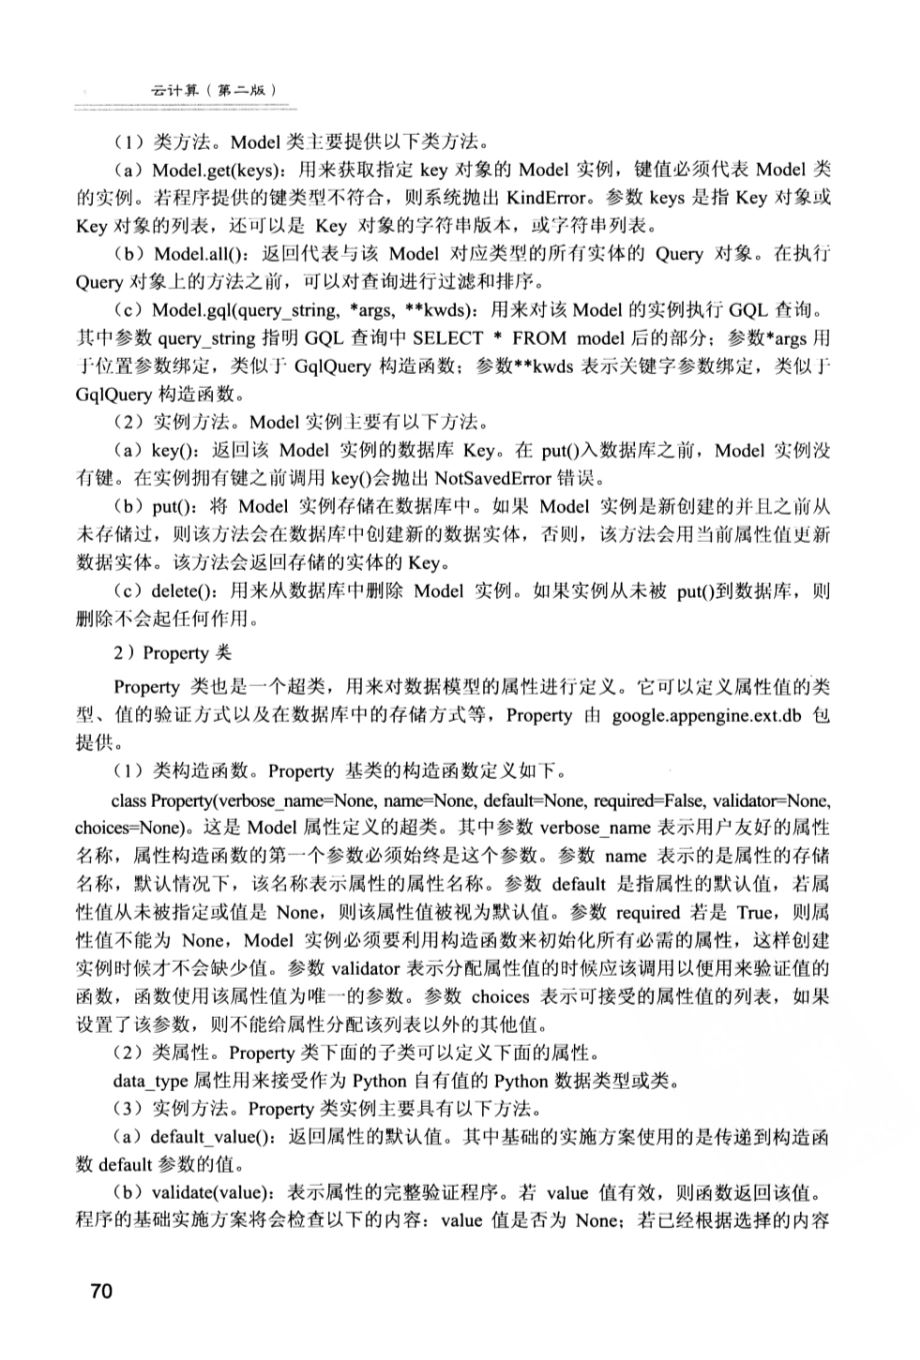 云计算（第二版）
（1）类方法。Model 类主要提供以下类方法。
（a）Model.get(keys)：用来获取指定 key 对象的 Model 实例，键值必须代表 Model 类
的实例。若程序提供的键类型不符合，则系统抛出 KindError。参数 keys 是指 Key 对象或
Key 对象的列表，还可以是 Key 对象的字符串版本，或字符串列表。
（b）Model.all()：返回代表与该 Model 对应类型的所有实体的 Query 对象。在执行
Query 对象上的方法之前，可以对查询进行过滤和排序。
（c）Model.gql(query_string, *args, **kwds)：用来对该 Model 的实例执行 GQL 查询。
其中参数 query_string 指明 GQL 查询中 SELECT * FROM model 后的部分；参数*args 用
于位置参数绑定，类似于 GqlQuery 构造函数；参数**kwds 表示关键字参数绑定，类似于
GqlQuery 构造函数。
（2）实例方法。Model 实例主要有以下方法。
（a）key()：返回该 Model 实例的数据库 Key。在 put()入数据库之前，Model 实例没
有键。在实例拥有键之前调用 key()会抛出 NotSavedError 错误。
（b）put()：将 Model 实例存储在数据库中。如果 Model 实例是新创建的并且之前从
未存储过，则该方法会在数据库中创建新的数据实体，否则，该方法会用当前属性值更新
数据实体。该方法会返回存储的实体的 Key。
（c）delete()：用来从数据库中删除 Model 实例。如果实例从未被 put()到数据库，则
删除不会起任何作用。
2）Property 类
Property 类也是一个超类，用来对数据模型的属性进行定义。它可以定义属性值的类
型、值的验证方式以及在数据库中的存储方式等，Property 由 google.appengine.ext.db 包
提供。
（1）类构造函数。Property 基类的构造函数定义如下。
class Property(verbose_name=None, name=None, default=None, required=False, validator=None,
choices=None)。这是 Model 属性定义的超类。其中参数 verbose_name 表示用户友好的属性
名称，属性构造函数的第一个参数必须始终是这个参数。参数 name 表示的是属性的存储
名称，默认情况下，该名称表示属性的属性名称。参数 default 是指属性的默认值，若属
性值从未被指定或值是 None，则该属性值被视为默认值。参数 required 若是 True，则属
性值不能为 None，Model 实例必须要利用构造函数来初始化所有必需的属性，这样创建
实例时候才不会缺少值。参数 validator 表示分配属性值的时候应该调用以便用来验证值的
函数，函数使用该属性值为唯一的参数。参数 choices 表示可接受的属性值的列表，如果
设置了该参数，则不能给属性分配该列表以外的其他值。
（2）类属性。Property 类下面的子类可以定义下面的属性。
data_type 属性用来接受作为 Python 自有值的 Python 数据类型或类。
（3）实例方法。Property 类实例主要具有以下方法。
（a）default_value()：返回属性的默认值。其中基础的实施方案使用的是传递到构造函
数 default 参数的值。
（b）validate(value)：表示属性的完整验证程序。若 value 值有效，则函数返回该值。
程序的基础实施方案将会检查以下的内容：value 值是否为 None；若已经根据选择的内容
70